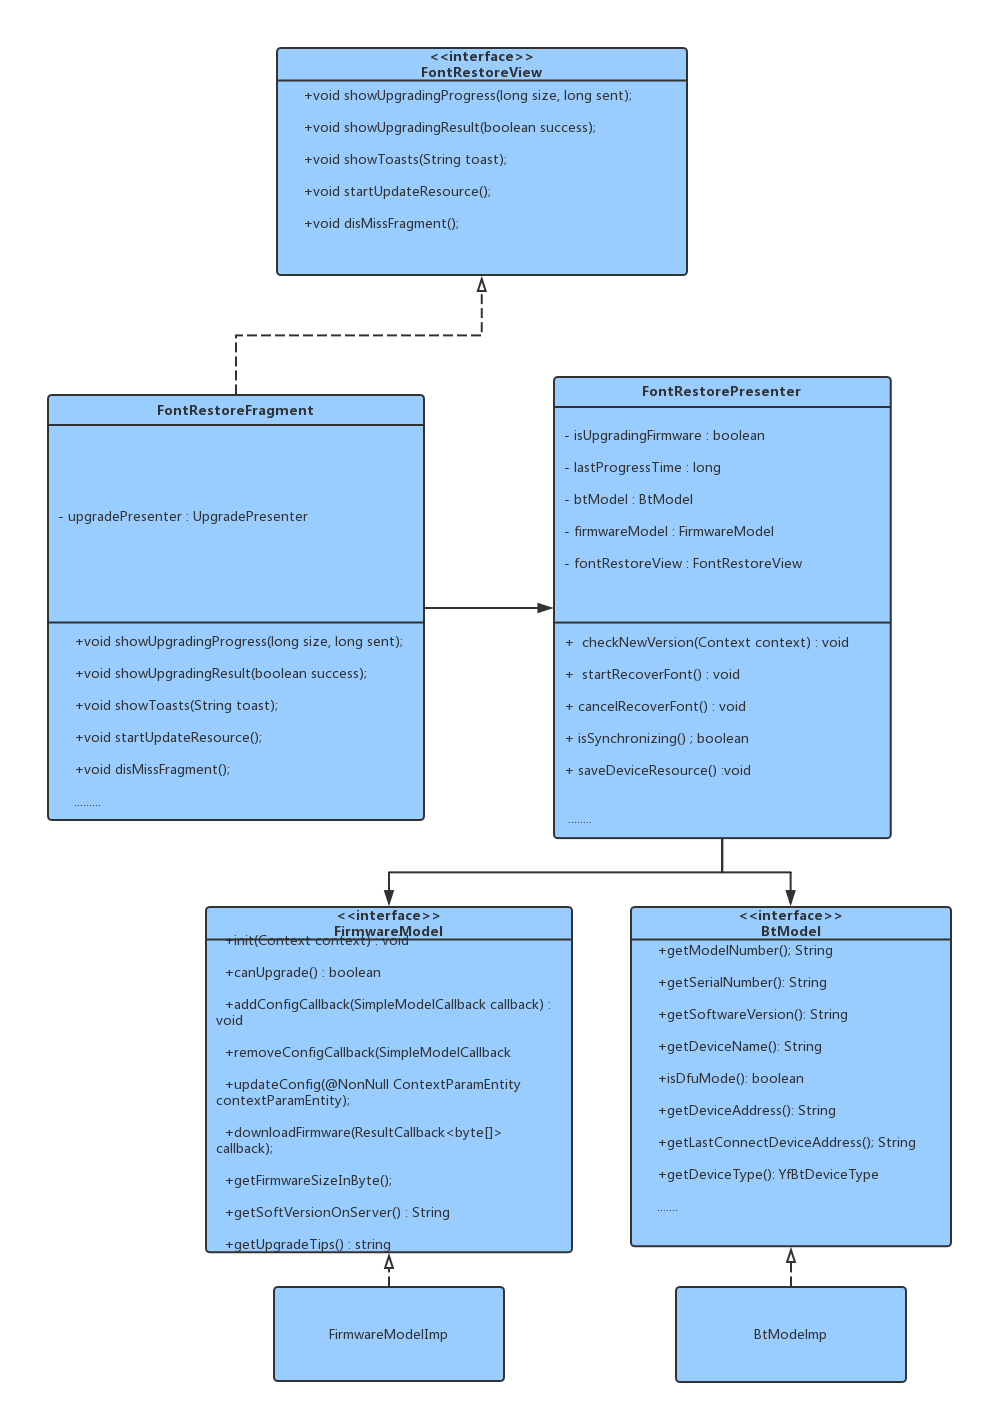 <<interface>>
FontRestoreView
+void showUpgradingProgress(long size, long sent);
+void showUpgradingResult(boolean success);
+void showToasts(String toast);
+void startUpdateResource();
+void disMissFragment();
FontRestoreFragment
- upgradePresenter : UpgradePresenter
+void showUpgradingProgress(long size, long sent);
+void showUpgradingResult(boolean success);
+void showToasts(String toast);
+void startUpdateResource();
+void disMissFragment();
.........
FontRestorePresenter
- isUpgradingFirmware : boolean
- lastProgressTime : long
- btModel : BtModel
- firmwareModel : FirmwareModel
- fontRestoreView : FontRestoreView
+  checkNewVersion(Context context) : void
+  startRecoverFont() : void
+ cancelRecoverFont() : void
+ isSynchronizing() ; boolean
+ saveDeviceResource() :void
........
<<interface>>
FirmwareModel
+init(Context context) : void
+canUpgrade() : boolean
+addConfigCallback(SimpleModelCallback callback) :
void
+removeConfigCallback(SimpleModelCallback
+updateConfig(@NonNull ContextParamEntity
contextParamEntity);
+downloadFirmware(ResultCallback<byte[]>
callback);
+getFirmwareSizeInByte();
+getSoftVersionOnServer() : String
+getUpgradeTips() : string
<<interface>>
BtModel
+getModelNumber(); String
+getSerialNumber(): String
+getSoftwareVersion(): String
+getDeviceName(): String
+isDfuMode(): boolean
+getDeviceAddress(): String
+getLastConnectDeviceAddress(); String
+getDeviceType(): YfBtDeviceType
.......
FirmwareModelImp
BtModeImp